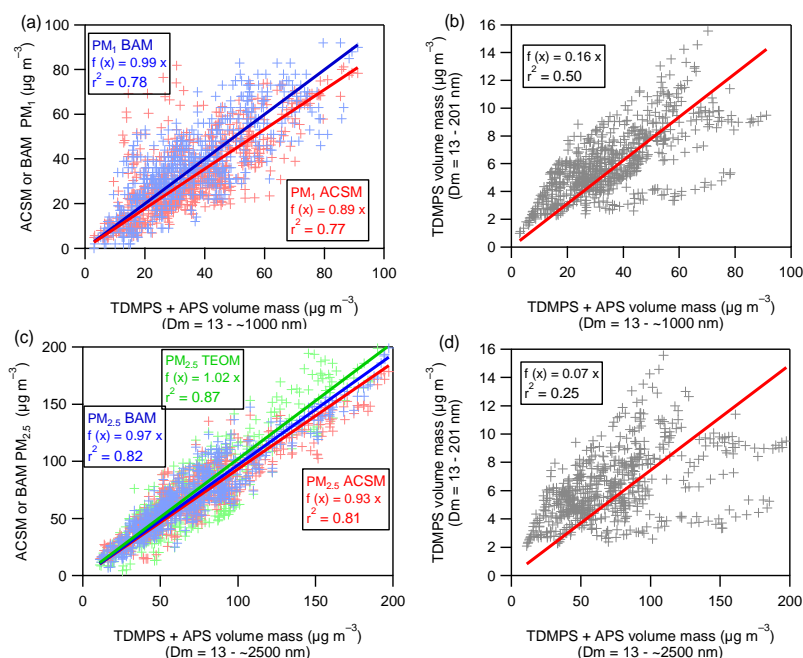 (a)
PM1 BAM
f (x) = 0.99 x
r² = 0.78
PM1 ACSM
f (x) = 0.89 x
r² = 0.77
ACSM or BAM PM1 (µg m⁻³)
100
80
60
40
20
0
0 20 40 60 80 100
TDMPS + APS volume mass (µg m⁻³)
(Dm = 13 - ~1000 nm)
(b)
f (x) = 0.16 x
r² = 0.50
TDMPS volume mass (µg m⁻³)
(Dm = 13 - 201 nm)
16
14
12
10
8
6
4
2
0
0 20 40 60 80 100
TDMPS + APS volume mass (µg m⁻³)
(Dm = 13 - ~1000 nm)
(c)
PM2.5 TEOM
f (x) = 1.02 x
r² = 0.87
PM2.5 BAM
f (x) = 0.97 x
r² = 0.82
PM2.5 ACSM
f (x) = 0.93 x
r² = 0.81
ACSM or BAM PM2.5 (µg m⁻³)
200
150
100
50
0
0 50 100 150 200
TDMPS + APS volume mass (µg m⁻³)
(Dm = 13 - ~2500 nm)
(d)
f (x) = 0.07 x
r² = 0.25
TDMPS volume mass (µg m⁻³)
(Dm = 13 - 201 nm)
16
14
12
10
8
6
4
2
0
0 50 100 150 200
TDMPS + APS volume mass (µg m⁻³)
(Dm = 13 - ~2500 nm)